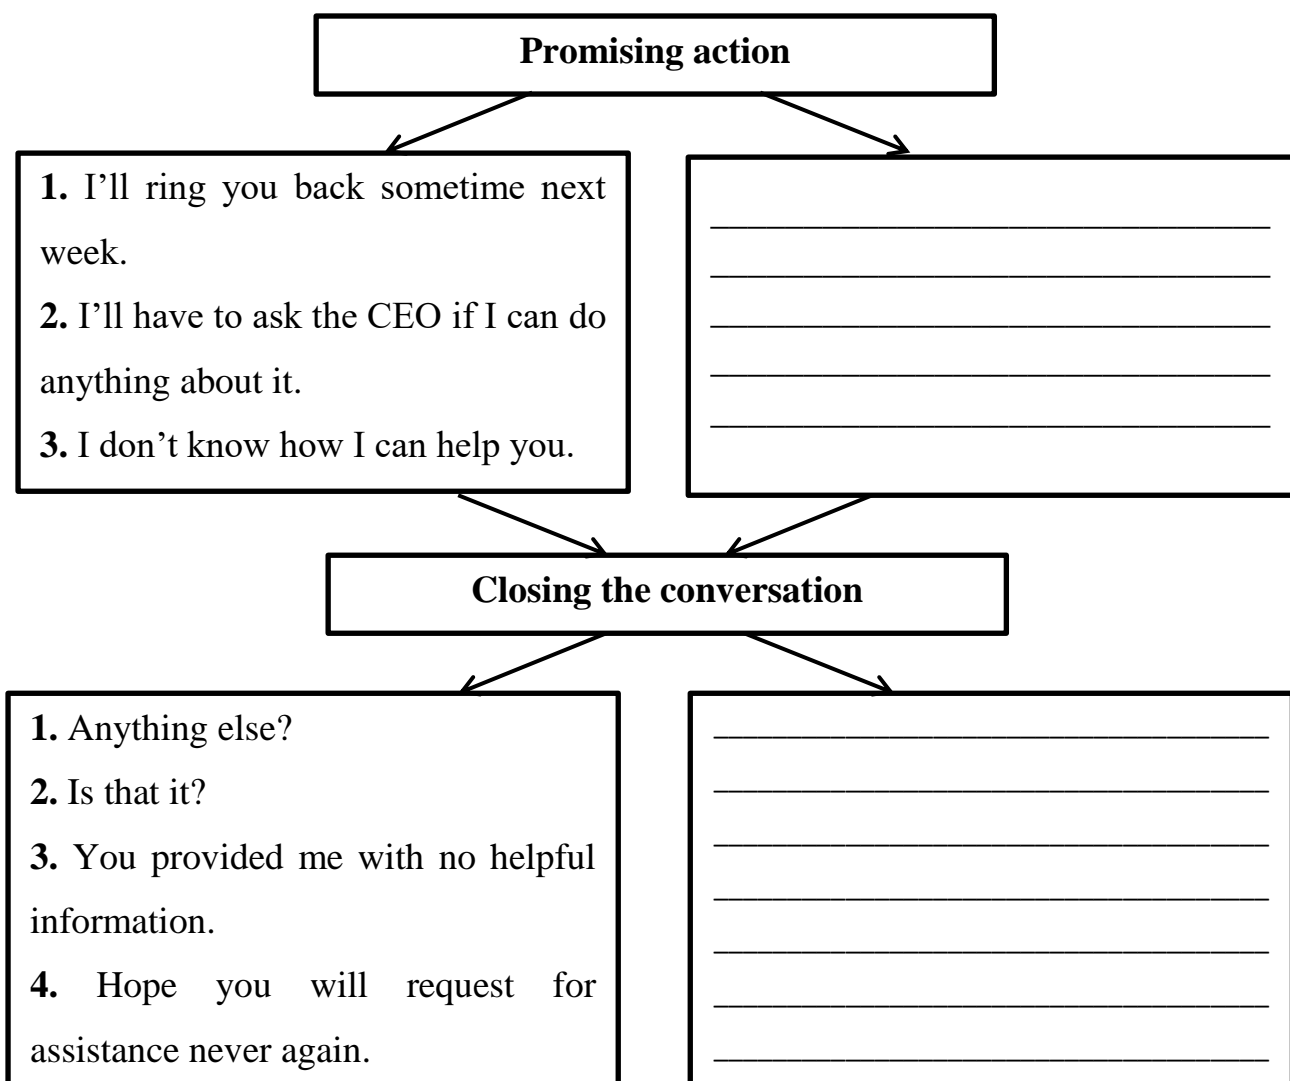 Promising action
1. I’ll ring you back sometime next
week.
2. I’ll have to ask the CEO if I can do
anything about it.
3. I don’t know how I can help you.
Closing the conversation
1. Anything else?
2. Is that it?
3. You provided me with no helpful
information.
4. Hope you will request for
assistance never again.